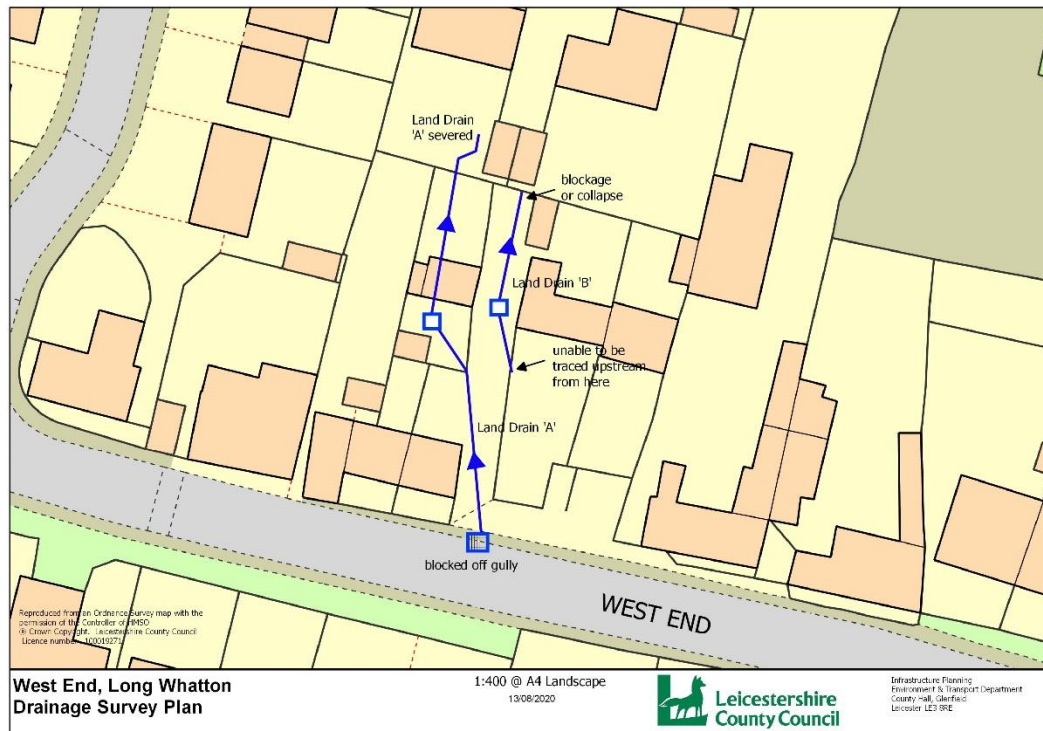 Land Drain
'A' severed
blockage
or collapse
Land Drain 'B'
unable to be
traced upstream
from here
Land Drain 'A'
blocked off gully
WEST END
Reproduced from an Ordnance Survey map with the
permission of the Controller of HMSO
© Crown Copyright. Leicestershire County Council
Licence number. 100019271
West End, Long Whatton
Drainage Survey Plan
1:400 @ A4 Landscape
13/08/2020
Leicestershire
County Council
Infrastructure Planning
Environment & Transport Department
County Hall, Glenfield
Leicester LE3 8RE